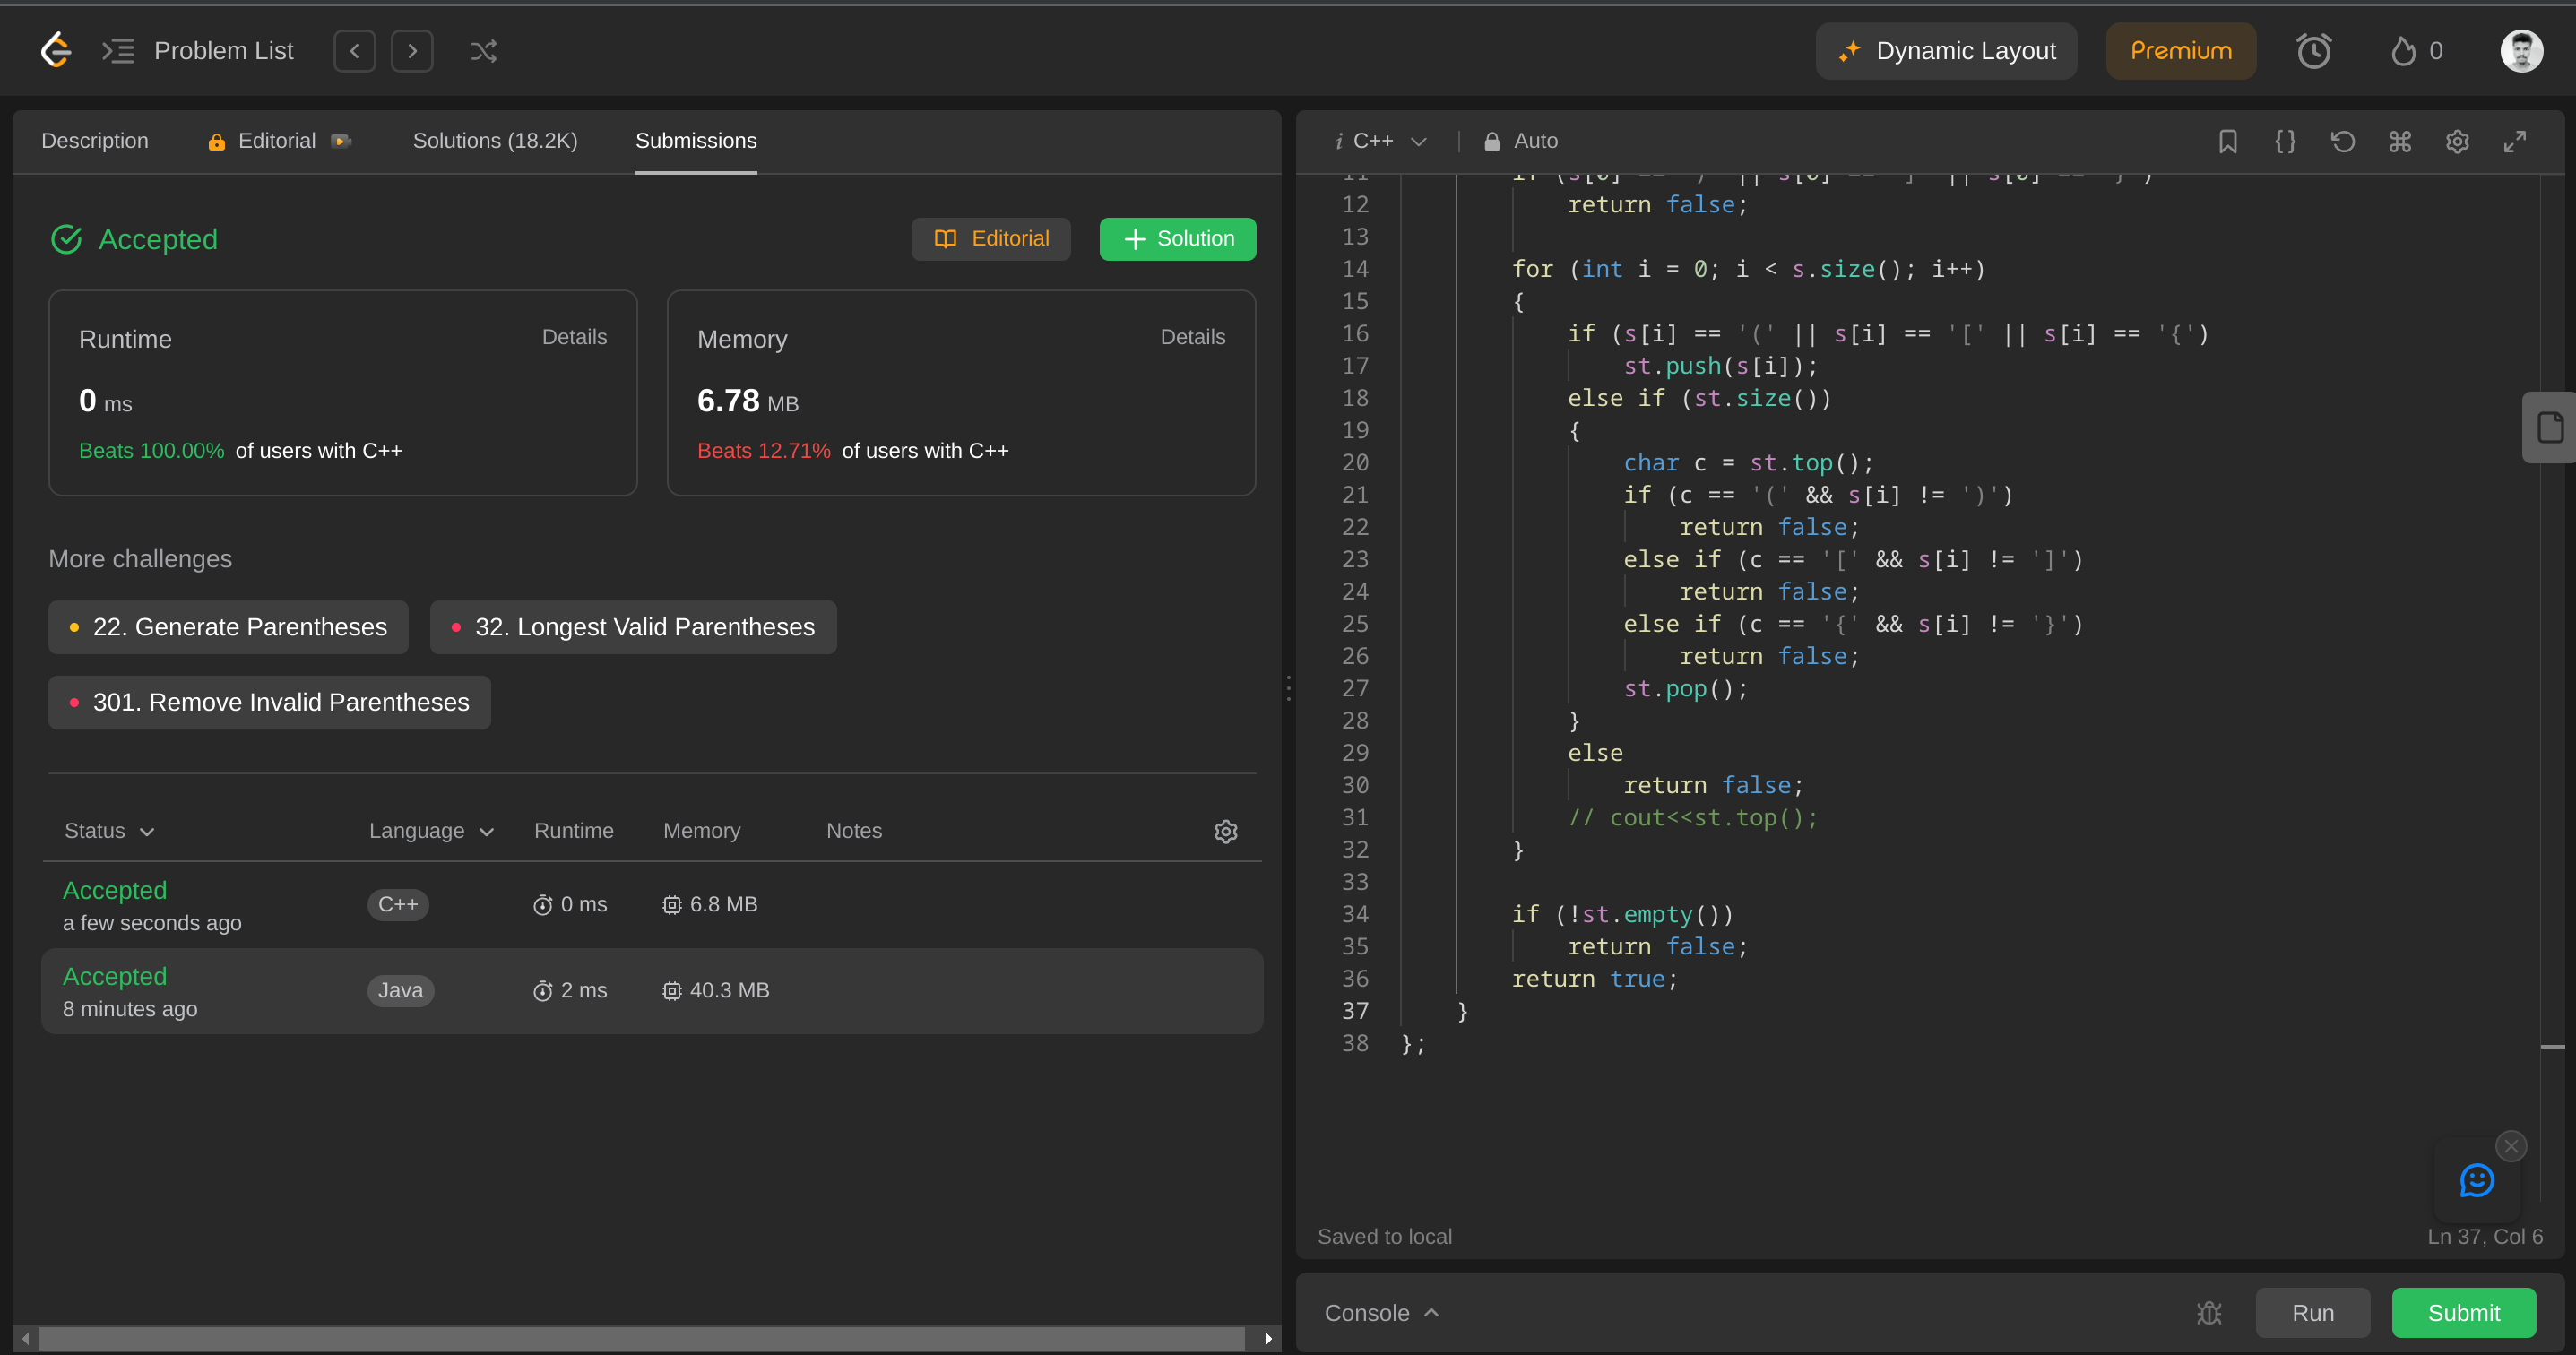 Problem List
Dynamic Layout
Premium
0
Description
Editorial
Solutions (18.2K)
Submissions
Accepted
Editorial
Solution
Runtime
Details
0 ms
Beats 100.00% of users with C++
Memory
Details
6.78 MB
Beats 12.71% of users with C++
More challenges
22. Generate Parentheses
32. Longest Valid Parentheses
301. Remove Invalid Parentheses
Status
Language
Runtime
Memory
Notes
Accepted
a few seconds ago
C++
0 ms
6.8 MB
Accepted
8 minutes ago
Java
2 ms
40.3 MB
i C++
Auto
12 return false;
13
14 for (int i = 0; i < s.size(); i++)
15 {
16 if (s[i] == '(' || s[i] == '[' || s[i] == '{')
17 st.push(s[i]);
18 else if (st.size())
19 {
20 char c = st.top();
21 if (c == '(' && s[i] != ')')
22 return false;
23 else if (c == '[' && s[i] != ']')
24 return false;
25 else if (c == '{' && s[i] != '}')
26 return false;
27 st.pop();
28 }
29 else
30 return false;
31 // cout<<st.top();
32 }
33
34 if (!st.empty())
35 return false;
36 return true;
37 }
38 };
Saved to local
Ln 37, Col 6
Console
Run
Submit